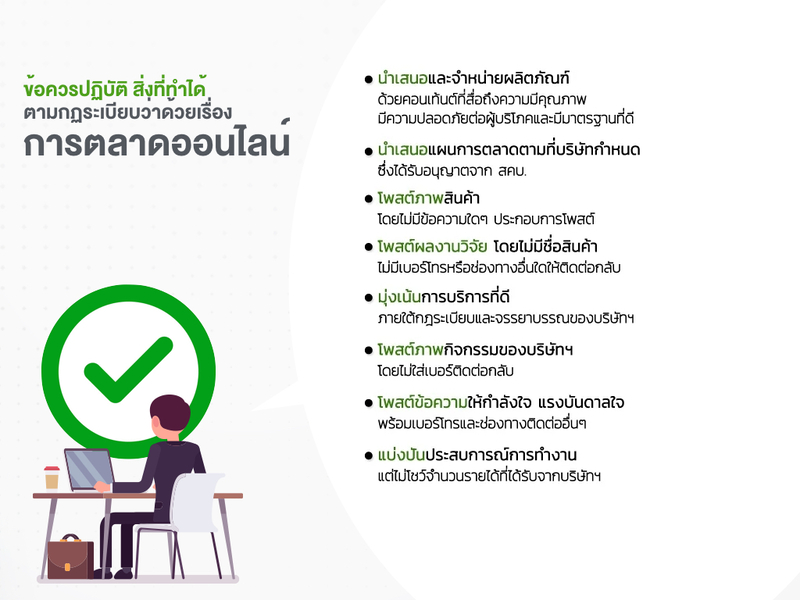 ข้อควรปฏิบัติ สิ่งที่ทำได้
ตามกฎระเบียบว่าด้วยเรื่อง
การตลาดออนไลน์
นำเสนอและจำหน่ายผลิตภัณฑ์
ด้วยคอนเท้นต์ที่สื่อถึงความมีคุณภาพ
มีความปลอดภัยต่อผู้บริโภคและมีมาตรฐานที่ดี
นำเสนอแผนการตลาดตามที่บริษัทกำหนด
ซึ่งได้รับอนุญาตจาก สคบ.
โพสต์ภาพสินค้า
โดยไม่มีข้อความใดๆ ประกอบการโพสต์
โพสต์ผลงานวิจัย โดยไม่มีชื่อสินค้า
ไม่มีเบอร์โทรหรือช่องทางอื่นใดให้ติดต่อกลับ
มุ่งเน้นการบริการที่ดี
ภายใต้กฎระเบียบและจรรยาบรรณของบริษัทฯ
โพสต์ภาพกิจกรรมของบริษัทฯ
โดยไม่ใส่เบอร์ติดต่อกลับ
โพสต์ข้อความให้กำลังใจ แรงบันดาลใจ
พร้อมเบอร์โทรและช่องทางติดต่ออื่นๆ
แบ่งปันประสบการณ์การทำงาน
แต่ไม่โชว์จำนวนรายได้ที่ได้รับจากบริษัทฯ